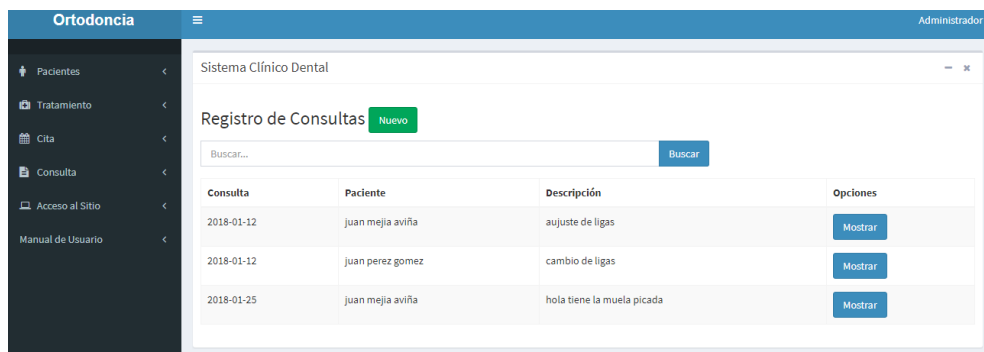 Ortodoncia
Administrador
Pacientes
Tratamiento
Cita
Consulta
Acceso al Sitio
Manual de Usuario
Sistema Clínico Dental
Registro de Consultas Nuevo
Buscar... Buscar
Consulta Paciente Descripción Opciones
2018-01-12 juan mejia aviña aujuste de ligas Mostrar
2018-01-12 juan perez gomez cambio de ligas Mostrar
2018-01-25 juan mejia aviña hola tiene la muela picada Mostrar